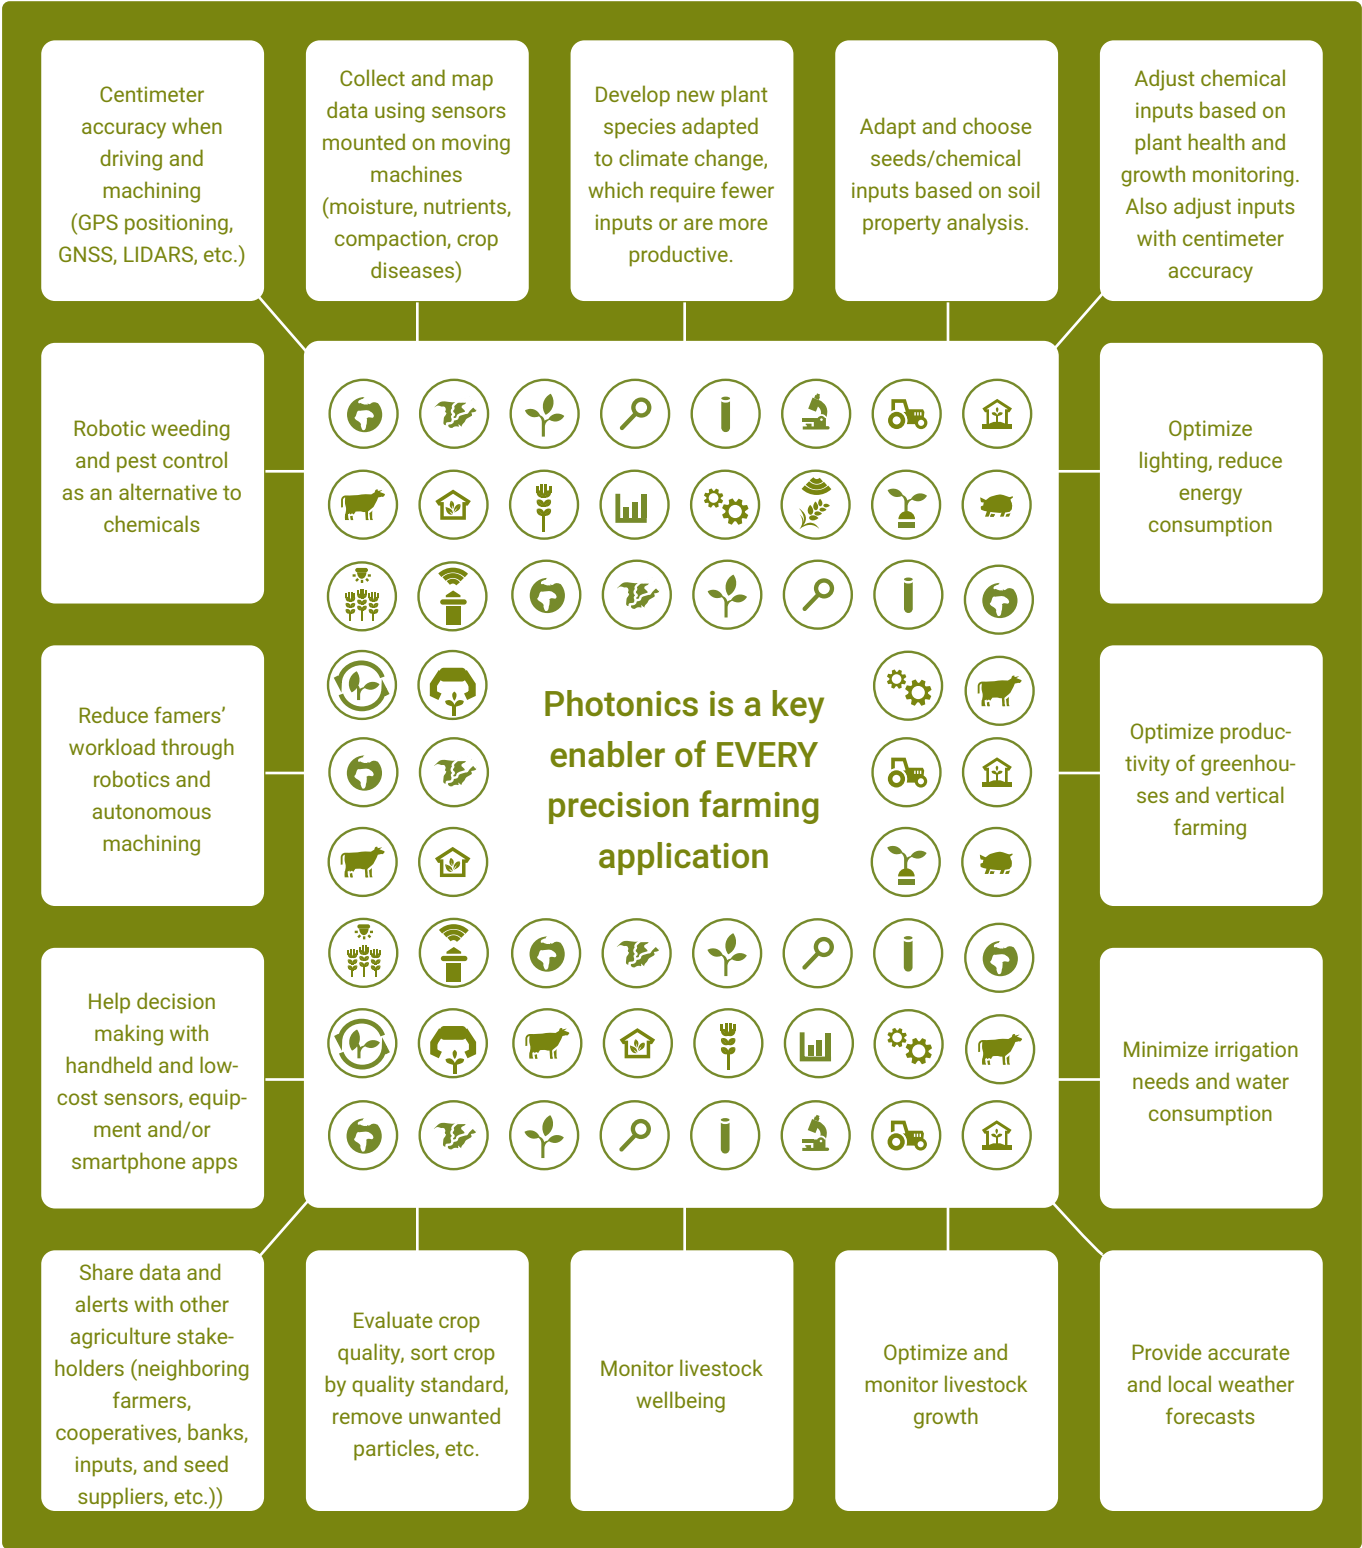 Centimeter
accuracy when
driving and
machining
(GPS positioning,
GNSS, LIDARS, etc.)
Collect and map
data using sensors
mounted on moving
machines
(moisture, nutrients,
compaction, crop
diseases)
Develop new plant
species adapted
to climate change,
which require fewer
inputs or are more
productive.
Adapt and choose
seeds/chemical
inputs based on soil
property analysis.
Adjust chemical
inputs based on
plant health and
growth monitoring.
Also adjust inputs
with centimeter
accuracy
Robotic weeding
and pest control
as an alternative to
chemicals
Optimize
lighting, reduce
energy
consumption
Reduce famers’
workload through
robotics and
autonomous
machining
Photonics is a key
enabler of EVERY
precision farming
application
Optimize produc-
tivity of greenhou-
ses and vertical
farming
Help decision
making with
handheld and low-
cost sensors, equip-
ment and/or
smartphone apps
Minimize irrigation
needs and water
consumption
Share data and
alerts with other
agriculture stake-
holders (neighboring
farmers,
cooperatives, banks,
inputs, and seed
suppliers, etc.))
Evaluate crop
quality, sort crop
by quality standard,
remove unwanted
particles, etc.
Monitor livestock
wellbeing
Optimize and
monitor livestock
growth
Provide accurate
and local weather
forecasts